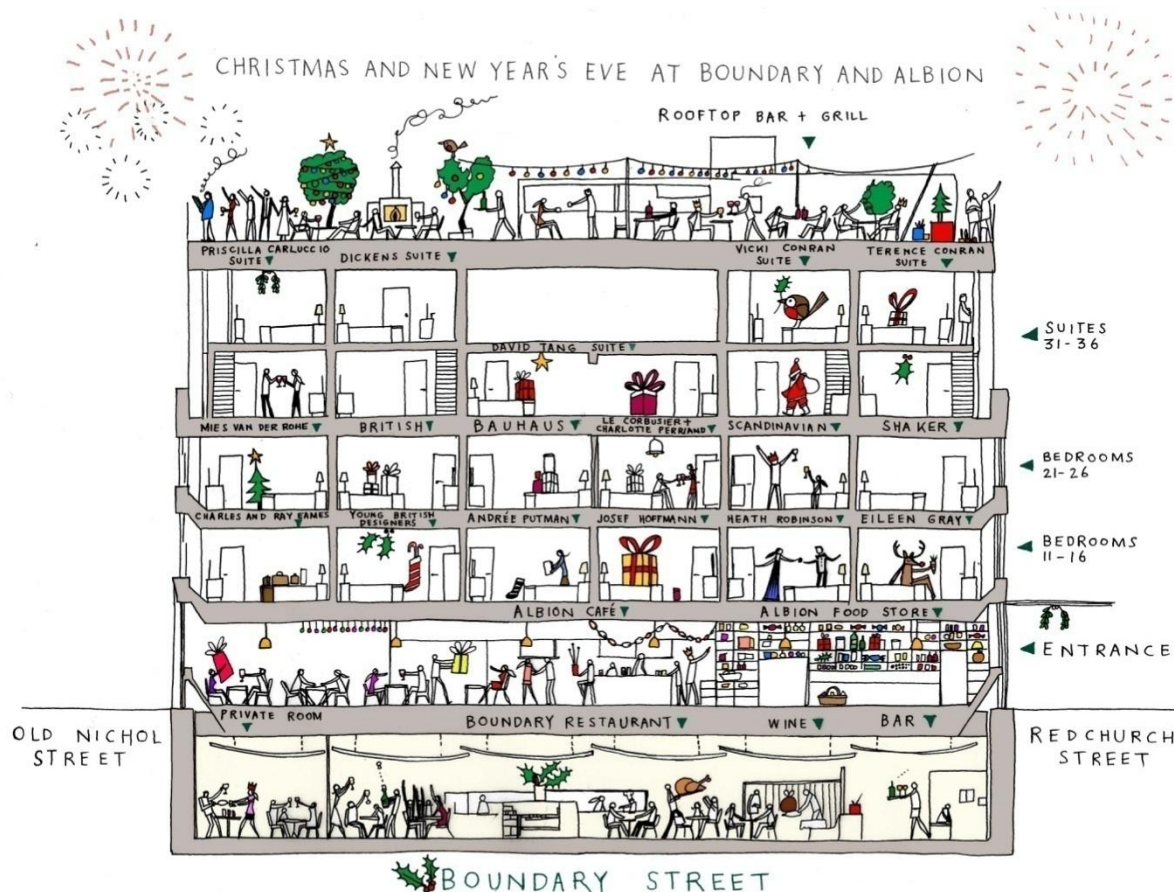 CHRISTMAS AND NEW YEAR'S EVE AT BOUNDARY AND ALBION
ROOFTOP BAR + GRILL
PRISCILLA CARLUCCIO
SUITE
DICKENS SUITE
VICKI CONRAN
SUITE
TERENCE CONRAN
SUITE
SUITES
31-36
DAVID TANG SUITE
MIES VAN DER ROHE
BRITISH
BAUHAUS
LE CORBUSIER +
CHARLOTTE PERRIAND
SCANDINAVIAN
SHAKER
BEDROOMS
21-26
CHARLES AND RAY EAMES
YOUNG BRITISH
DESIGNERS
ANDRÉE PUTMAN
JOSEF HOFFMANN
HEATH ROBINSON
EILEEN GRAY
BEDROOMS
11-16
ALBION CAFÉ
ALBION FOOD STORE
ENTRANCE
OLD NICHOL
STREET
PRIVATE ROOM
BOUNDARY RESTAURANT
WINE
BAR
REDCHURCH
STREET
BOUNDARY STREET